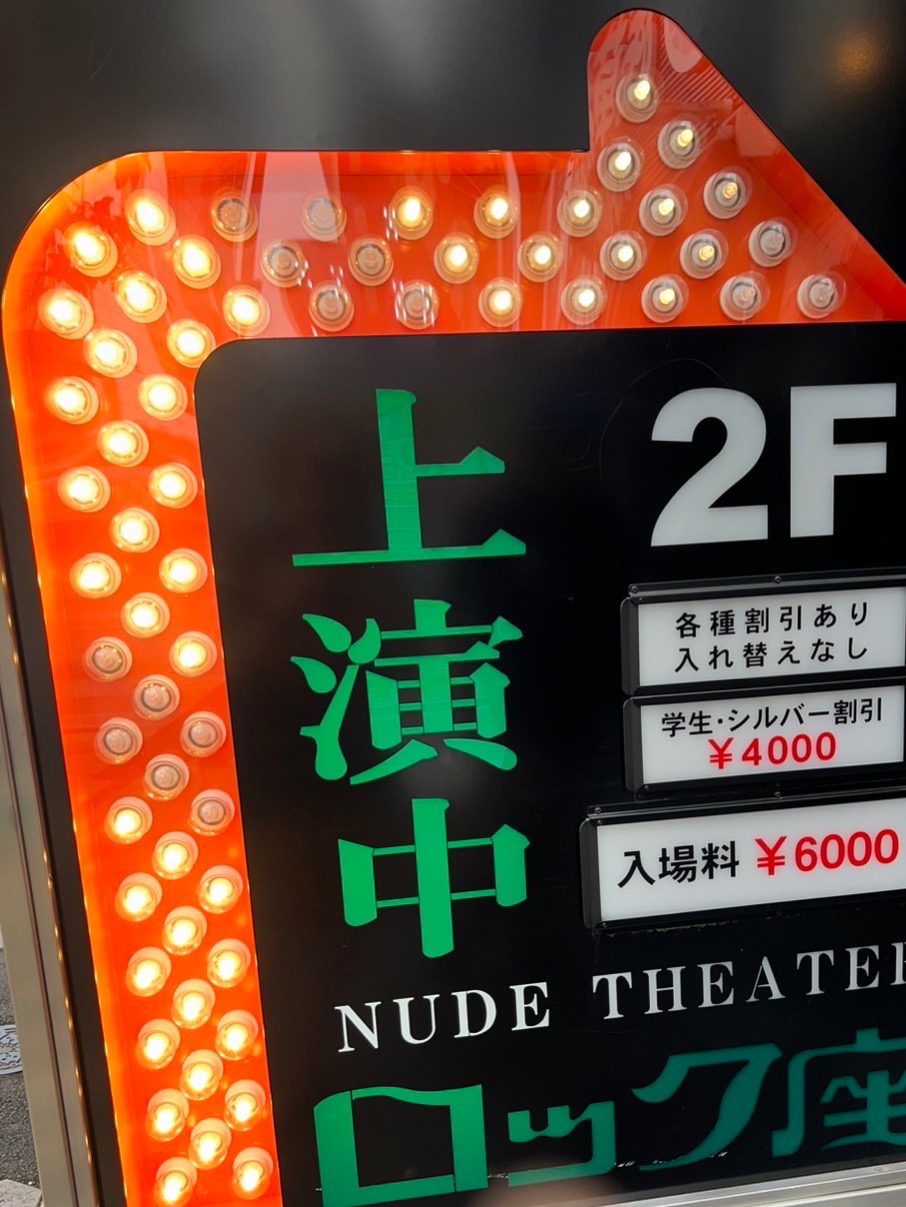 上演中
2F
各種割引あり
入れ替えなし
学生・シルバー割引
¥4000
入場料 ¥6000
NUDE THEATER
ロック座